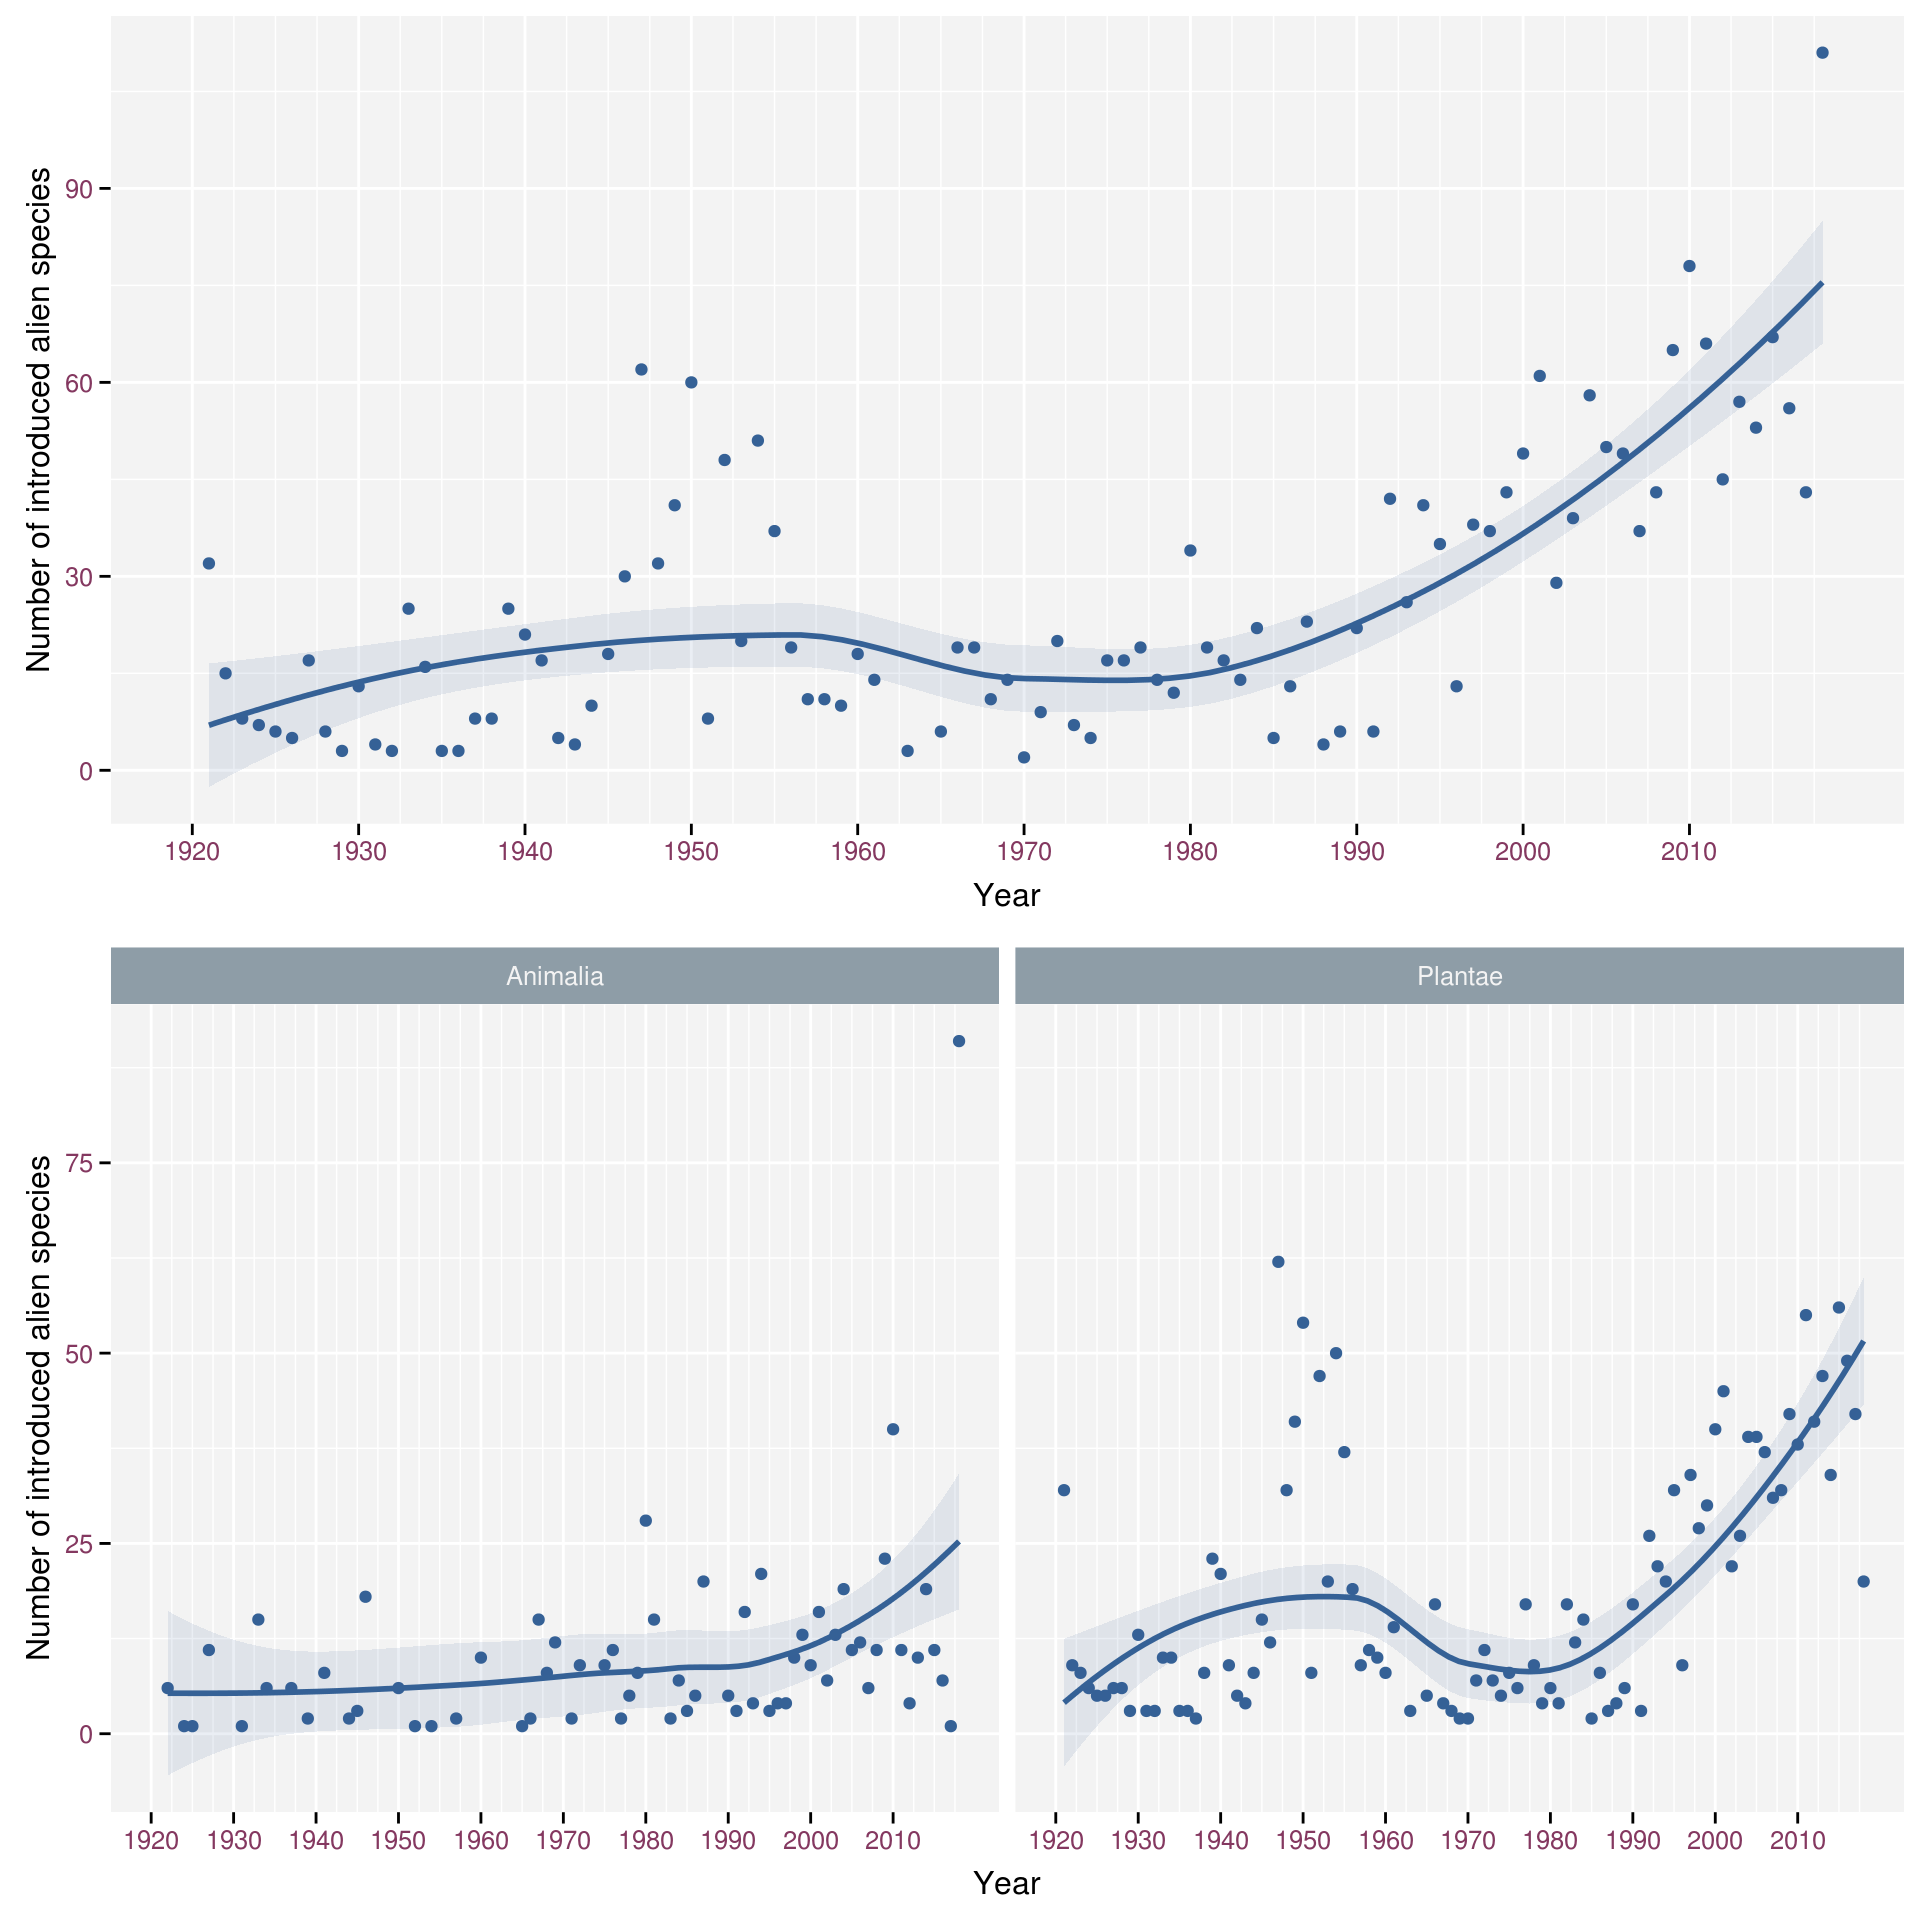 Number of introduced alien species
90
60
30
0
1920 1930 1940 1950 1960 1970 1980 1990 2000 2010
Year
Animalia Plantae
Number of introduced alien species
75
50
25
0
1920 1930 1940 1950 1960 1970 1980 1990 2000 2010 1920 1930 1940 1950 1960 1970 1980 1990 2000 2010
Year